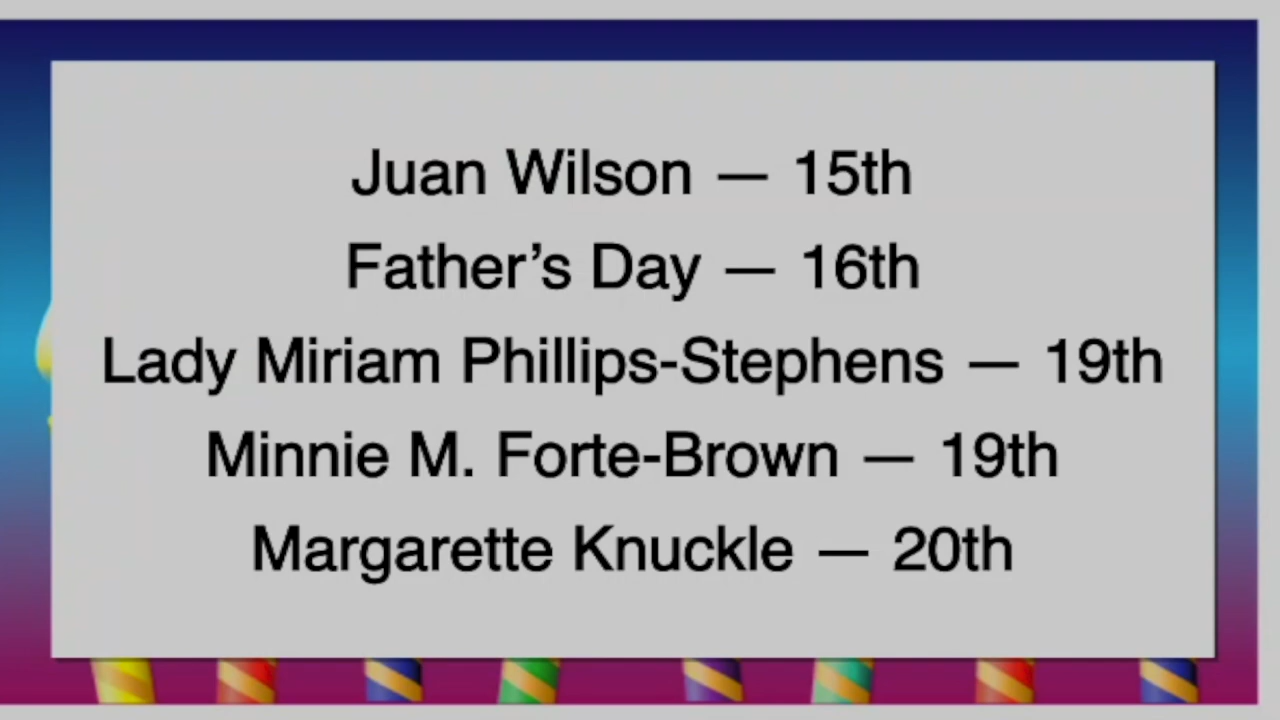 Juan Wilson — 15th
Father’s Day — 16th
Lady Miriam Phillips-Stephens — 19th
Minnie M. Forte-Brown — 19th
Margarette Knuckle — 20th